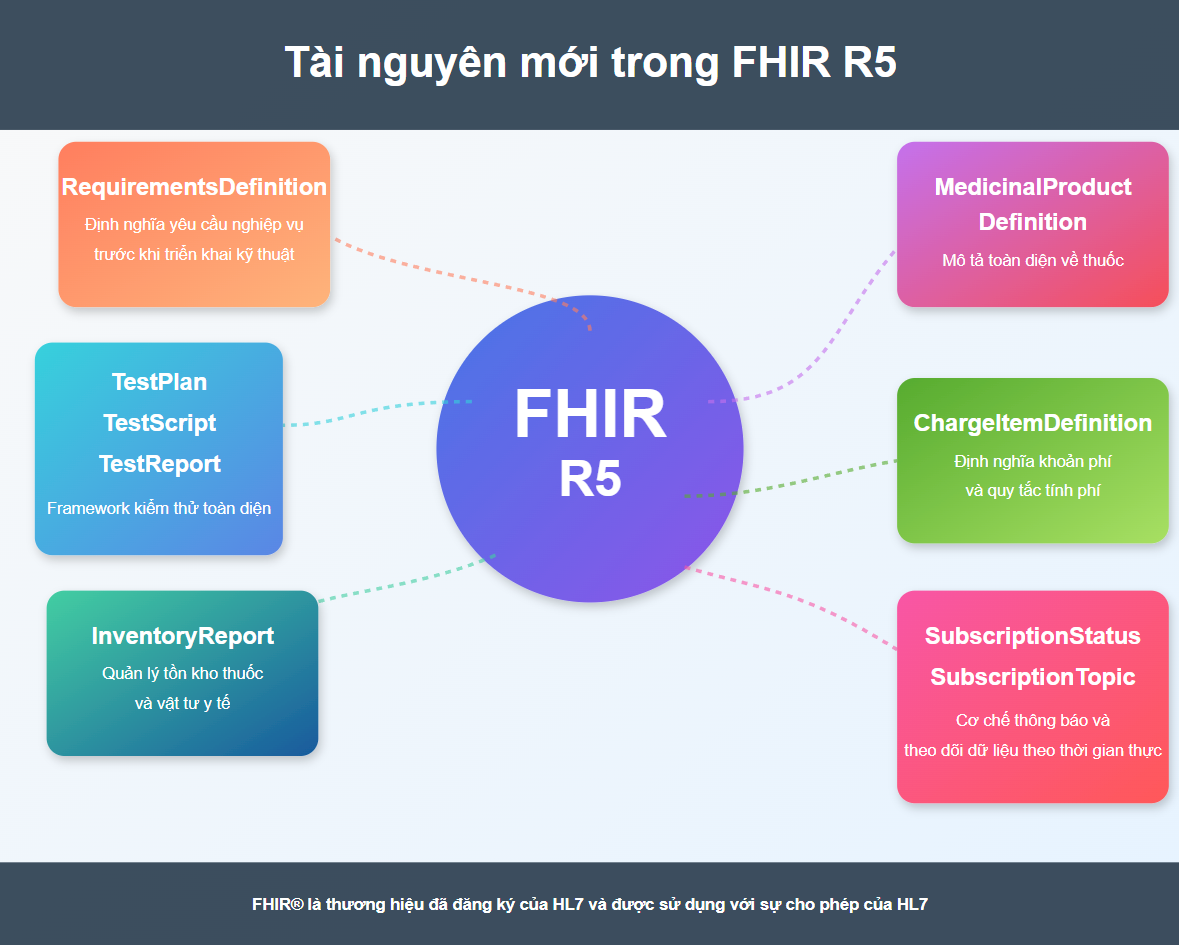 Tài nguyên mới trong FHIR R5
RequirementsDefinition
Định nghĩa yêu cầu nghiệp vụ
trước khi triển khai kỹ thuật
TestPlan
TestScript
TestReport
Framework kiểm thử toàn diện
InventoryReport
Quản lý tồn kho thuốc
và vật tư y tế
FHIR
R5
MedicinalProduct
Definition
Mô tả toàn diện về thuốc
ChargeItemDefinition
Định nghĩa khoản phí
và quy tắc tính phí
SubscriptionStatus
SubscriptionTopic
Cơ chế thông báo và
theo dõi dữ liệu theo thời gian thực
FHIR® là thương hiệu đã đăng ký của HL7 và được sử dụng với sự cho phép của HL7